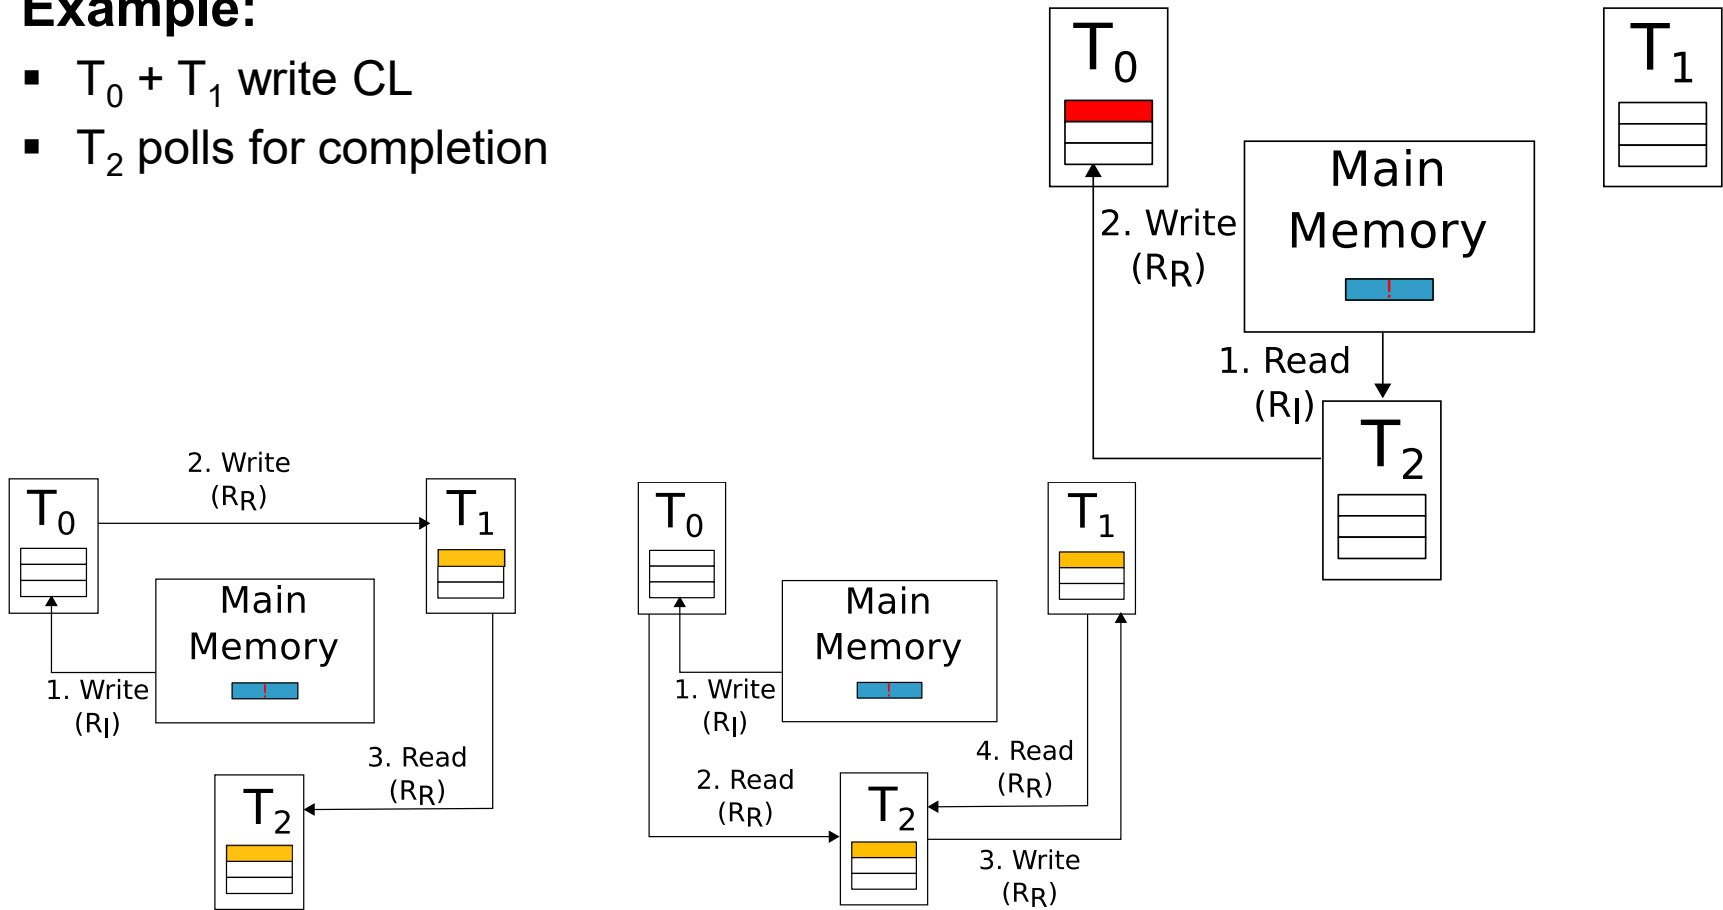 Example:
▪ T0 + T1 write CL
▪ T2 polls for completion
T0
T1
Main
Memory
!
2. Write
(RR)
1. Read
(RI)
T2
2. Write
(RR)
T0
T1
Main
Memory
!
1. Write
(RI)
3. Read
(RR)
T2
T0
T1
Main
Memory
!
1. Write
(RI)
4. Read
(RR)
2. Read
(RR)
T2
3. Write
(RR)